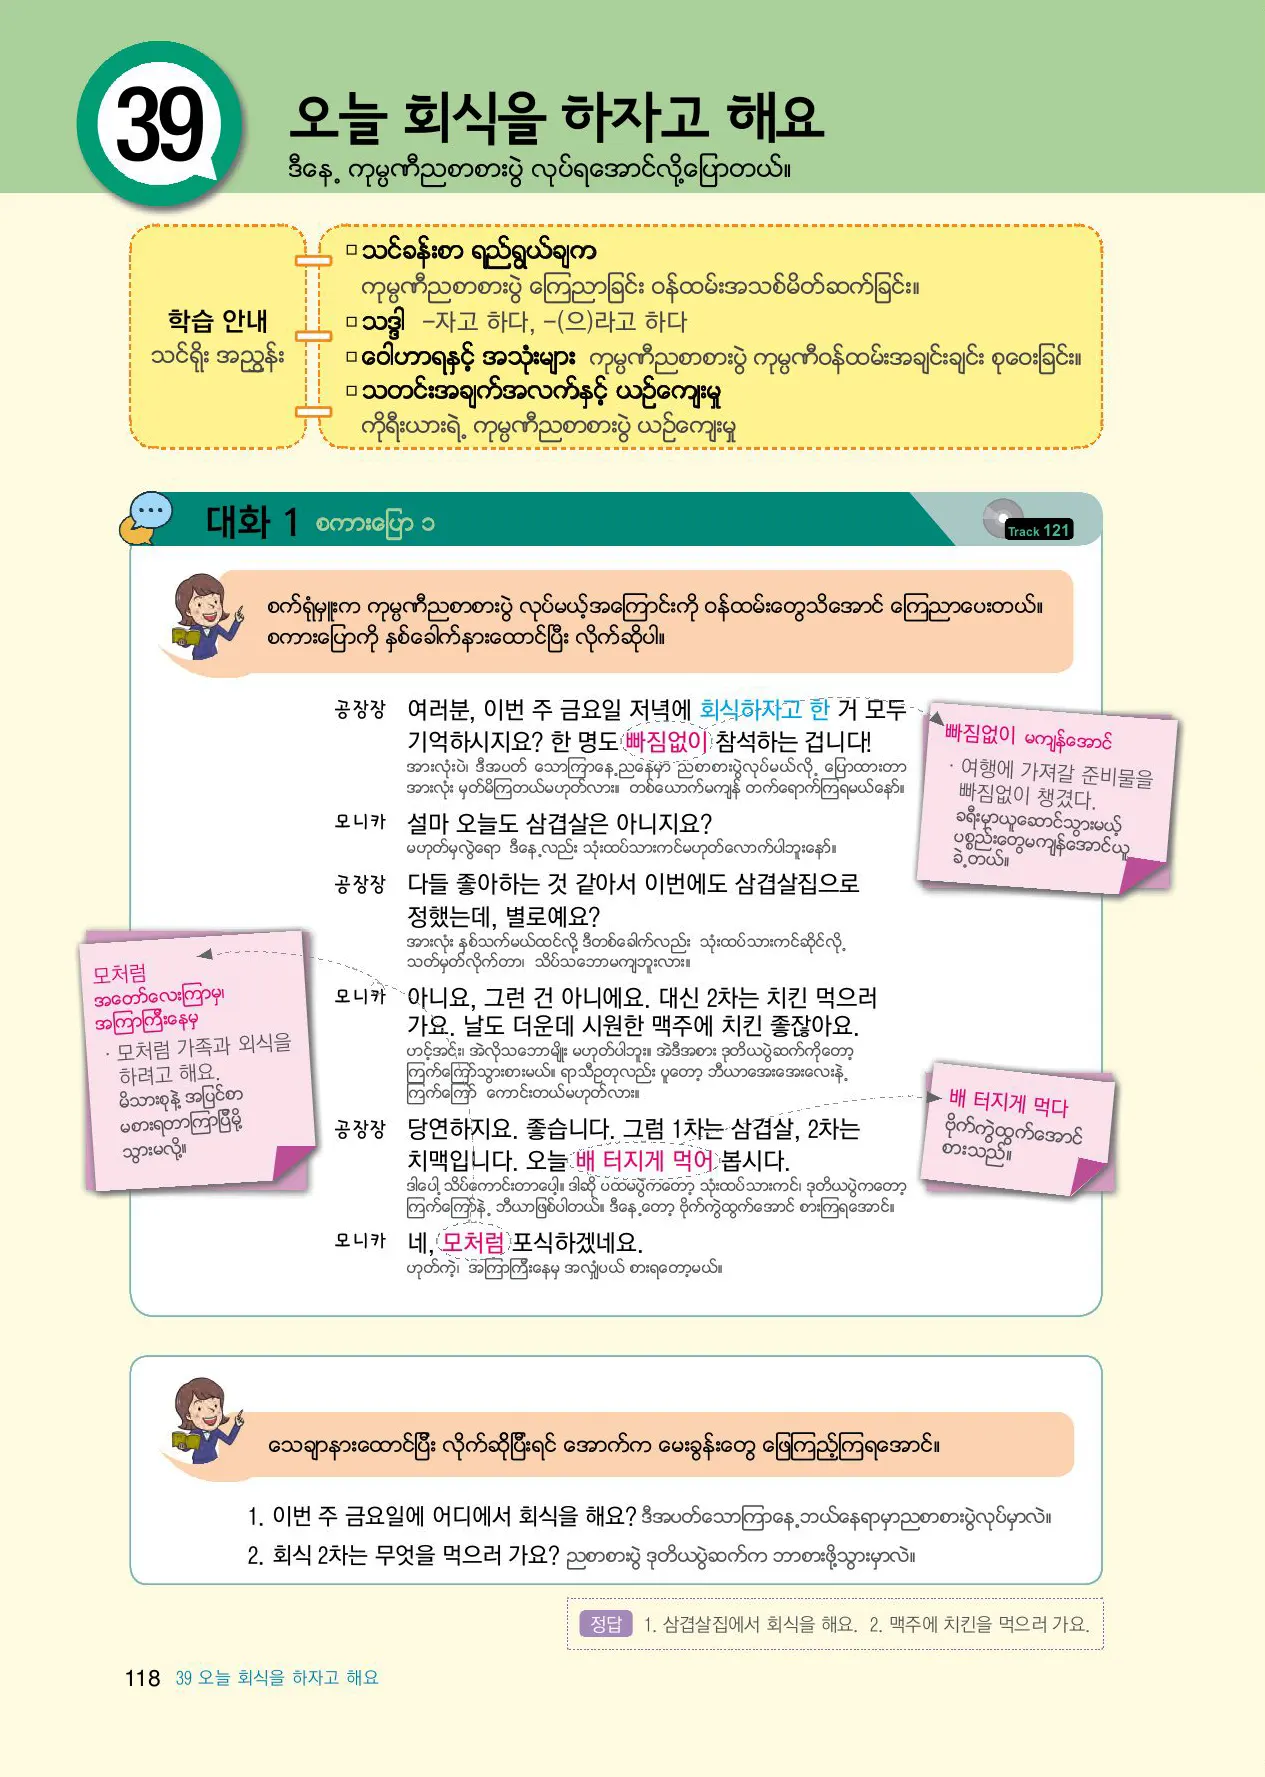 39
오늘 회식을 하자고 해요
ဒီနေ့ ကုမ္ပဏီညစာစားပွဲ လုပ်ရအောင်လို့ပြောတယ်။
학습 안내
သင်ရိုး အညွှန်း
□ သင်ခန်းစာ ရည်ရွယ်ချက်
ကုမ္ပဏီညစာစားပွဲ ကြေညာခြင်း ဝန်ထမ်းအသစ်မိတ်ဆက်ခြင်း။
□ သဒ္ဒါ –자고 하다, –(으)라고 하다
□ ဝေါဟာရနှင့် အသုံးများ ကုမ္ပဏီညစာစားပွဲ ကုမ္ပဏီဝန်ထမ်းအချင်းချင်း စုဝေးခြင်း။
□ သတင်းအချက်အလက်နှင့် ယဉ်ကျေးမှု
ကိုရီးယားရဲ့ ကုမ္ပဏီညစာစားပွဲ ယဉ်ကျေးမှု
대화 1 စကားပြော ၁
Track 121
စက်ရုံမှူးက ကုမ္ပဏီညစာစားပွဲ လုပ်မယ့်အကြောင်းကို ဝန်ထမ်းတွေသိအောင် ကြေညာပေးတယ်။
စကားပြောကို နှစ်ခေါက်နားထောင်ပြီး လိုက်ဆိုပါ။
공장장 여러분, 이번 주 금요일 저녁에 회식하자고 한 거 모두
기억하시지요? 한 명도 빠짐없이 참석하는 겁니다!
အားလုံးပဲ၊ ဒီအပတ် သောကြာနေ့ညနေမှာ ညစာစားပွဲလုပ်မယ်လို့ ပြောထားတာ
အားလုံး မှတ်မိကြတယ်မဟုတ်လား။ တစ်ယောက်မကျန် တက်ရောက်ကြရမယ်နော်။
모니카 설마 오늘도 삼겹살은 아니지요?
မဟုတ်မှလွဲရော ဒီနေ့လည်း သုံးထပ်သားကင်မဟုတ်လောက်ပါဘူးနော်။
공장장 다들 좋아하는 것 같아서 이번에도 삼겹살집으로
정했는데, 별로예요?
အားလုံး နှစ်သက်မယ်ထင်လို့ ဒီတစ်ခေါက်လည်း သုံးထပ်သားကင်ဆိုင်လို့
သတ်မှတ်လိုက်တာ၊ သိပ်သဘောမကျဘူးလား။
모니카 아니요, 그런 건 아니에요. 대신 2차는 치킨 먹으러
가요. 날도 더운데 시원한 맥주에 치킨 좋잖아요.
ဟင့်အင်း၊ အဲလိုသဘောမျိုး မဟုတ်ပါဘူး။ အဲဒီအစား ဒုတိယပွဲဆက်ကိုတော့
ကြက်ကြော်သွားစားမယ်။ ရာသီဥတုလည်း ပူတော့ ဘီယာအေးအေးလေးနဲ့
ကြက်ကြော် ကောင်းတယ်မဟုတ်လား။
공장장 당연하지요. 좋습니다. 그럼 1차는 삼겹살, 2차는
치맥입니다. 오늘 배 터지게 먹어 봅시다.
ဒါပေါ့ သိပ်ကောင်းတာပေါ့။ ဒါဆို ပထမပွဲကတော့ သုံးထပ်သားကင်၊ ဒုတိယပွဲကတော့
ကြက်ကြော်နဲ့ ဘီယာဖြစ်ပါတယ်။ ဒီနေ့တော့ ဗိုက်ကွဲထွက်အောင် စားကြရအောင်။
모니카 네, 모처럼 포식하겠네요.
ဟုတ်ကဲ့၊ အကြာကြီးနေမှ အလျှံပယ် စားရတော့မယ်။
빠짐없이 မကျန်အောင်
· 여행에 가져갈 준비물을
빠짐없이 챙겼다.
ခရီးမှာယူဆောင်သွားမယ့်
ပစ္စည်းတွေမကျန်အောင်ယူ
ခဲ့တယ်။
모처럼
အတော်လေးကြာမှ၊
အကြာကြီးနေမှ
· 모처럼 가족과 외식을
하려고 해요.
မိသားစုနဲ့ အပြင်စာ
မစားရတာကြာပြီမို့
သွားမလို့။
배 터지게 먹다
ဗိုက်ကွဲထွက်အောင်
စားသည်။
သေချာနားထောင်ပြီး လိုက်ဆိုပြီးရင် အောက်က မေးခွန်းတွေ ဖြေကြည့်ကြရအောင်။
1. 이번 주 금요일에 어디에서 회식을 해요? ဒီအပတ်သောကြာနေ့ဘယ်နေရာမှာညစာစားပွဲလုပ်မှာလဲ။
2. 회식 2차는 무엇을 먹으러 가요? ညစာစားပွဲ ဒုတိယပွဲဆက်က ဘာစားဖို့သွားမှာလဲ။
정답 1. 삼겹살집에서 회식을 해요. 2. 맥주에 치킨을 먹으러 가요.
118 39 오늘 회식을 하자고 해요